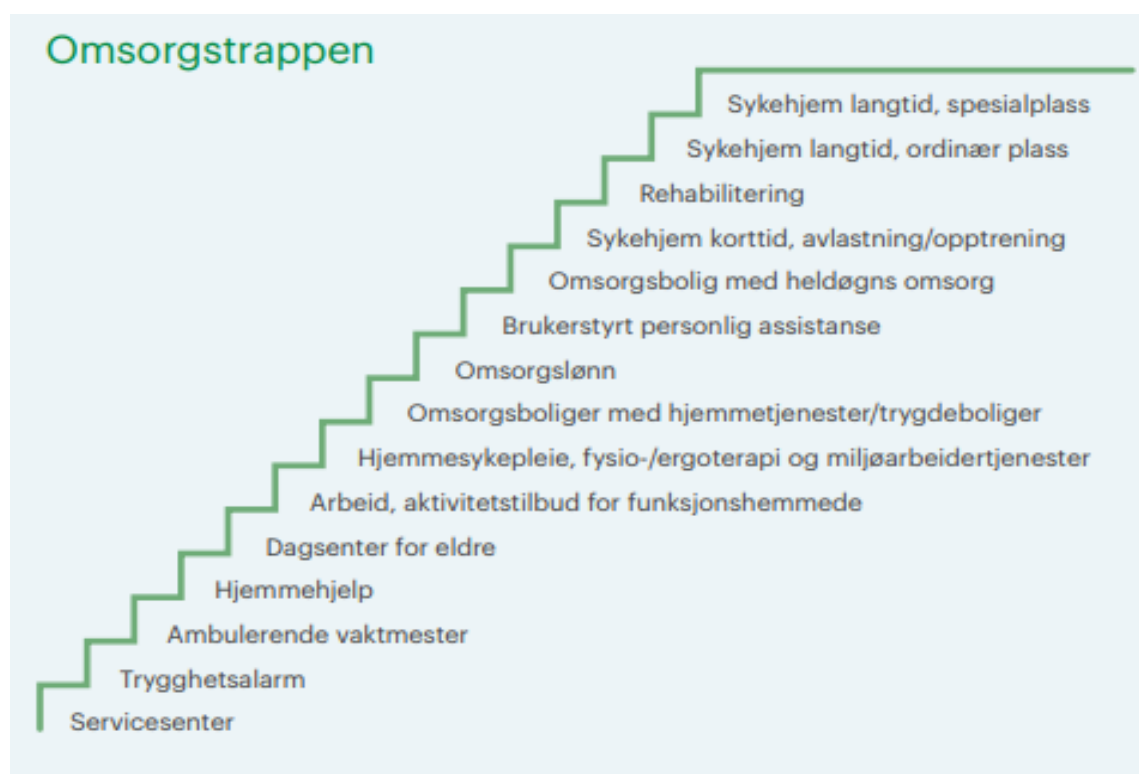 Omsorgstrappen
Sykehjem langtid, spesialplass
Sykehjem langtid, ordinær plass
Rehabilitering
Sykehjem korttid, avlastning/opptrening
Omsorgsbolig med heldøgns omsorg
Brukerstyrt personlig assistanse
Omsorgslønn
Omsorgsboliger med hjemmetjenester/trygdeboliger
Hjemmesykepleie, fysio-/ergoterapi og miljøarbeidertjenester
Arbeid, aktivitetstilbud for funksjonshemmede
Dagsenter for eldre
Hjemmehjelp
Ambulerende vaktmester
Trygghetsalarm
Servicesenter